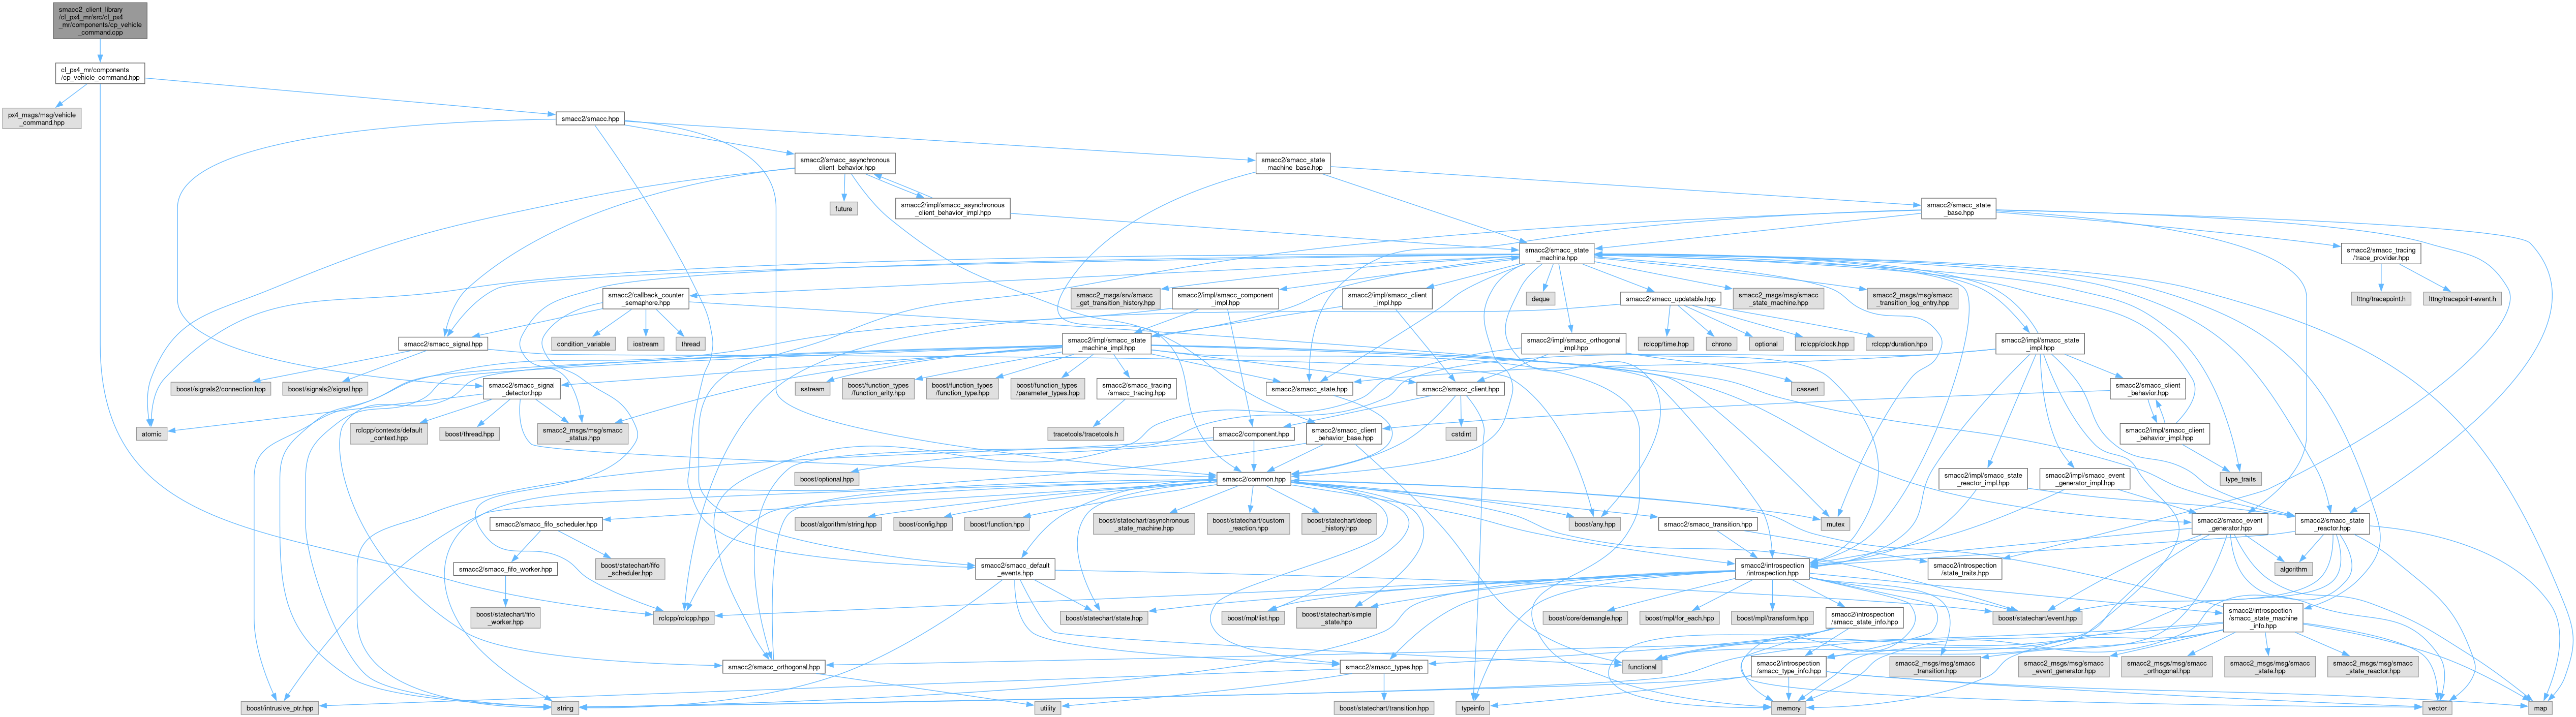 smacc2_client_library
/cl_px4_mr/src/cl_px4
_mr/components/cp_vehicle
_command.cpp
cl_px4_mr/components
/cp_vehicle_command.hpp
px4_msgs/msg/vehicle
_command.hpp
smacc2/smacc.hpp
smacc2/smacc_asynchronous
_client_behavior.hpp
smacc2/smacc_state
_machine_base.hpp
future
smacc2/impl/smacc_asynchronous
_client_behavior_impl.hpp
smacc2/smacc_state
_base.hpp
smacc2/smacc_state
_machine.hpp
smacc2/smacc_tracing
/trace_provider.hpp
smacc2/callback_counter
_semaphore.hpp
smacc2_msgs/srv/smacc
_get_transition_history.hpp
smacc2/impl/smacc_component
_impl.hpp
smacc2/impl/smacc_client
_impl.hpp
deque
smacc2/smacc_updatable.hpp
smacc2_msgs/msg/smacc
_state_machine.hpp
smacc2_msgs/msg/smacc
_transition_log_entry.hpp
lttng/tracepoint.h
lttng/tracepoint-event.h
smacc2/smacc_signal.hpp
condition_variable
iostream
thread
smacc2/impl/smacc_state
_machine_impl.hpp
smacc2/impl/smacc_orthogonal
_impl.hpp
rclcpp/time.hpp
chrono
optional
rclcpp/clock.hpp
rclcpp/duration.hpp
smacc2/impl/smacc_state
_impl.hpp
boost/signals2/connection.hpp
boost/signals2/signal.hpp
smacc2/smacc_signal
_detector.hpp
sstream
boost/function_types
/function_arity.hpp
boost/function_types
/function_type.hpp
boost/function_types
/parameter_types.hpp
smacc2/smacc_tracing
/smacc_tracing.hpp
smacc2/smacc_state.hpp
smacc2/smacc_client.hpp
cassert
smacc2/smacc_client
_behavior.hpp
atomic
rclcpp/contexts/default
_context.hpp
boost/thread.hpp
smacc2_msgs/msg/smacc
_status.hpp
tracetools/tracetools.h
smacc2/component.hpp
smacc2/smacc_client
_behavior_base.hpp
cstdint
smacc2/impl/smacc_client
_behavior_impl.hpp
boost/optional.hpp
smacc2/common.hpp
smacc2/impl/smacc_state
_reactor_impl.hpp
smacc2/impl/smacc_event
_generator_impl.hpp
type_traits
smacc2/smacc_fifo_scheduler.hpp
boost/algorithm/string.hpp
boost/config.hpp
boost/function.hpp
boost/statechart/asynchronous
_state_machine.hpp
boost/statechart/custom
_reaction.hpp
boost/statechart/deep
_history.hpp
boost/any.hpp
smacc2/smacc_transition.hpp
mutex
smacc2/smacc_event
_generator.hpp
smacc2/smacc_state
_reactor.hpp
smacc2/smacc_fifo_worker.hpp
boost/statechart/fifo
_scheduler.hpp
smacc2/smacc_default
_events.hpp
smacc2/introspection
/introspection.hpp
smacc2/introspection
/state_traits.hpp
algorithm
boost/statechart/fifo
_worker.hpp
rclcpp/rclcpp.hpp
boost/statechart/state.hpp
boost/mpl/list.hpp
boost/statechart/simple
_state.hpp
boost/core/demangle.hpp
boost/mpl/for_each.hpp
boost/mpl/transform.hpp
smacc2/introspection
/smacc_state_info.hpp
boost/statechart/event.hpp
smacc2/introspection
/smacc_state_machine
_info.hpp
smacc2/smacc_orthogonal.hpp
smacc2/smacc_types.hpp
functional
smacc2/introspection
/smacc_type_info.hpp
smacc2_msgs/msg/smacc
_transition.hpp
smacc2_msgs/msg/smacc
_event_generator.hpp
smacc2_msgs/msg/smacc
_orthogonal.hpp
smacc2_msgs/msg/smacc
_state.hpp
smacc2_msgs/msg/smacc
_state_reactor.hpp
boost/intrusive_ptr.hpp
string
utility
boost/statechart/transition.hpp
typeinfo
memory
vector
map